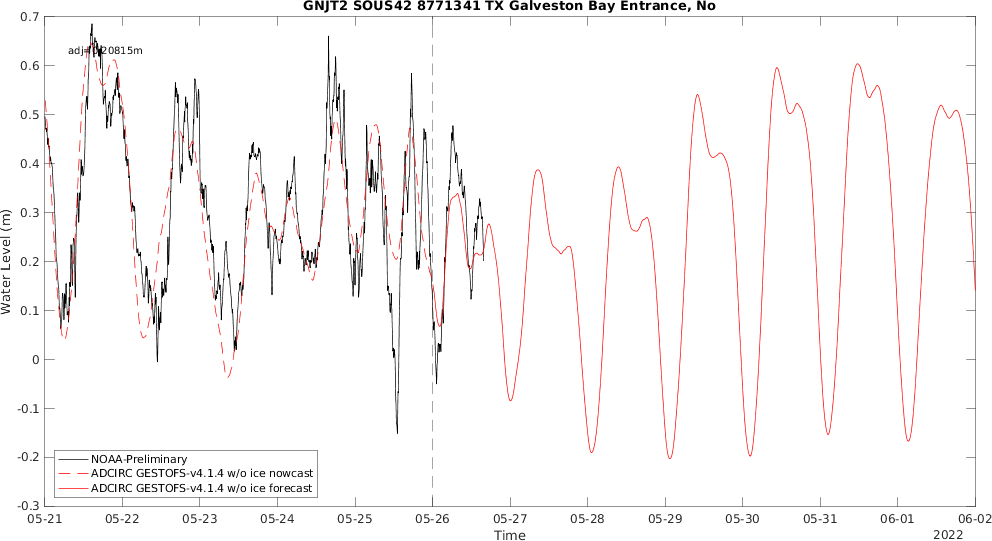 GNJT2 SOUS42 8771341 TX Galveston Bay Entrance, No
0.7
0.6
0.5
0.4
0.3
0.2
0.1
0
-0.1
-0.2
-0.3
Water Level (m)
NOAA-Preliminary
ADCIRC GESTOFS-v4.1.4 w/o ice nowcast
ADCIRC GESTOFS-v4.1.4 w/o ice forecast
05-21 05-22 05-23 05-24 05-25 05-26 05-27 05-28 05-29 05-30 05-31 06-01 06-02
Time
2022